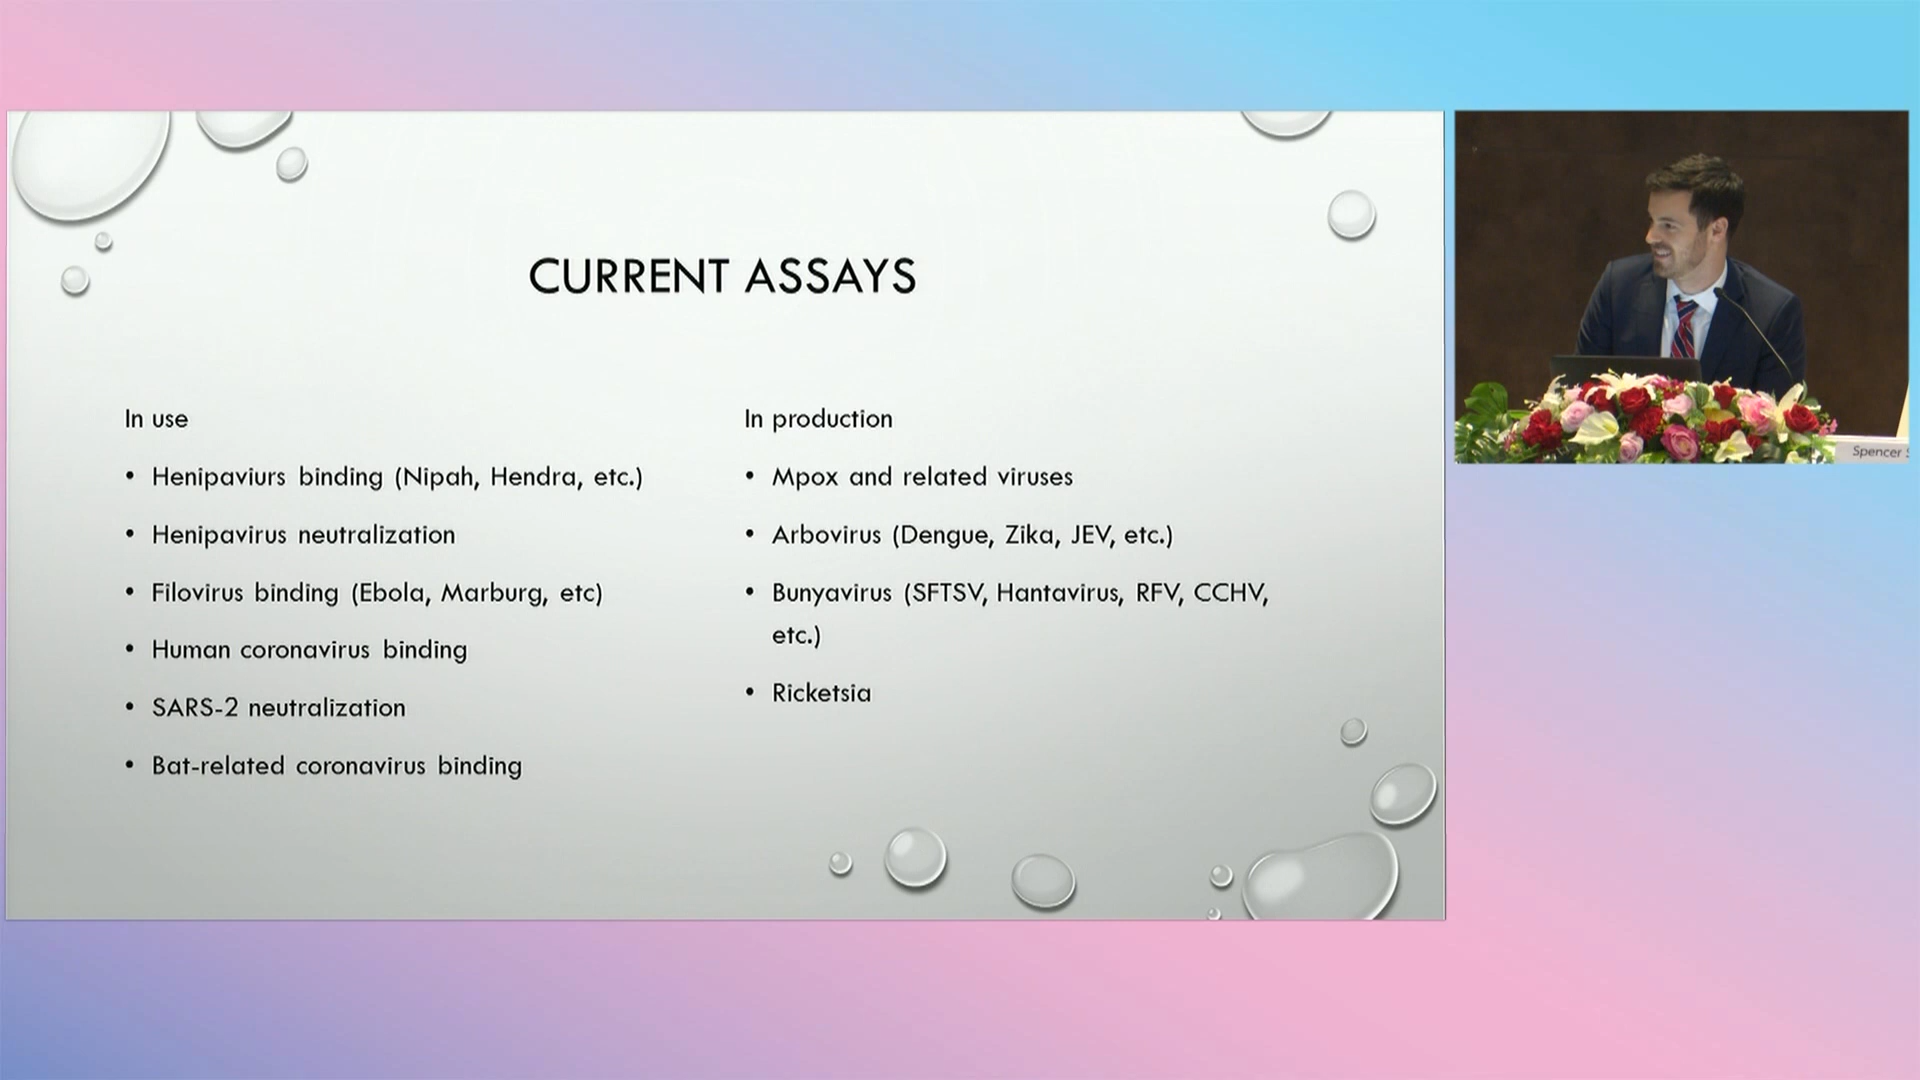 CURRENT ASSAYS
In use
• Henipaviurs binding (Nipah, Hendra, etc.)
• Henipavirus neutralization
• Filovirus binding (Ebola, Marburg, etc)
• Human coronavirus binding
• SARS-2 neutralization
• Bat-related coronavirus binding
In production
• Mpox and related viruses
• Arbovirus (Dengue, Zika, JEV, etc.)
• Bunyavirus (SFTSV, Hantavirus, RFV, CCHV,
etc.)
• Ricketsia
Spencer